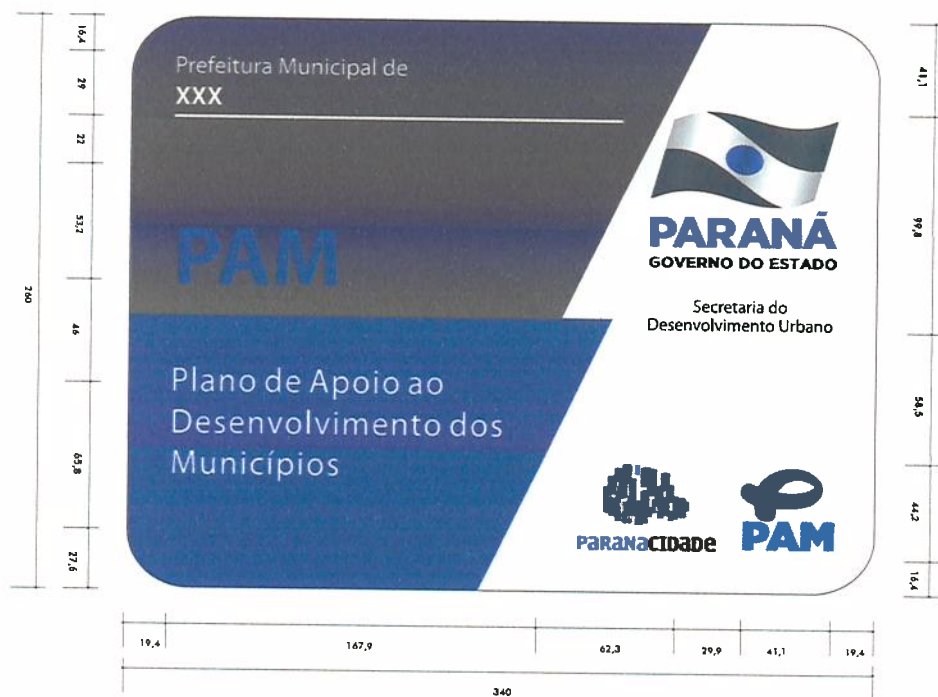 Prefeitura Municipal de
XXX
PAM
Plano de Apoio ao
Desenvolvimento dos
Municípios
PARANÁ
GOVERNO DO ESTADO
Secretaria do
Desenvolvimento Urbano
PARANACIDADE
PAM
260
16,4
29
22
53,2
46
65,8
27,6
41,1
99,8
58,5
44,2
16,4
19,4
167,9
62,3
29,9
41,1
19,4
340